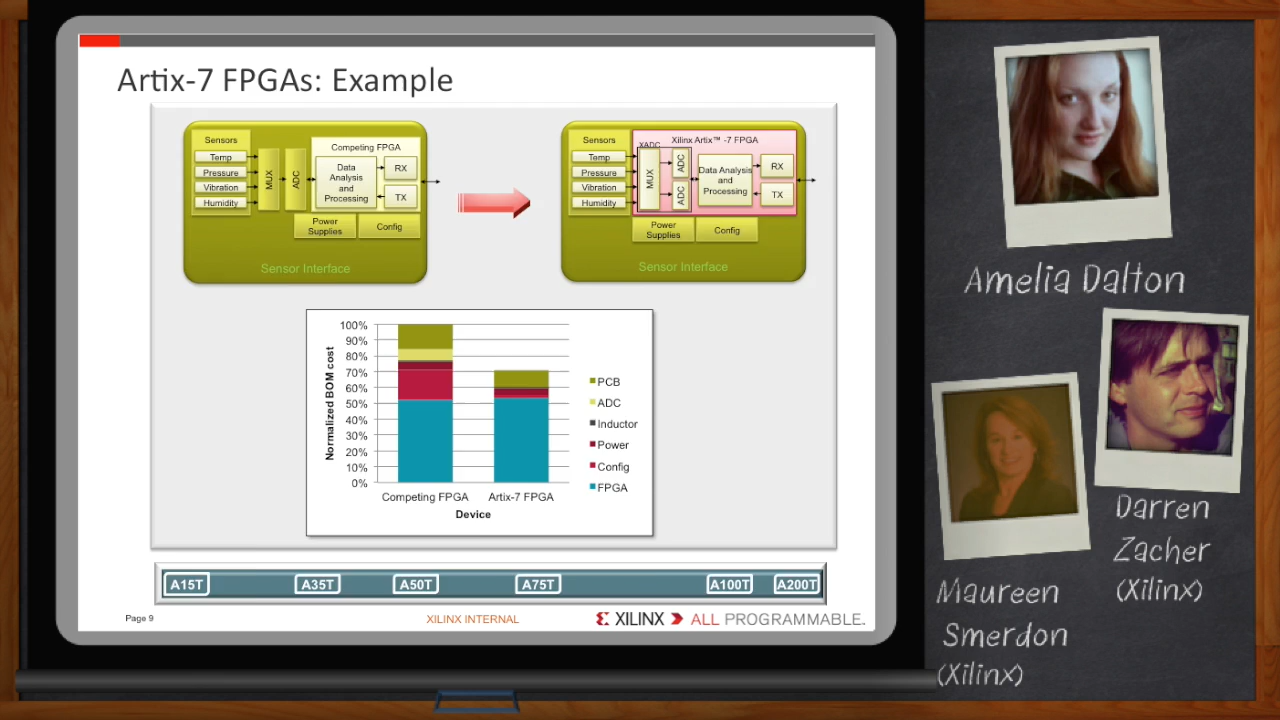 Artix-7 FPGAs: Example
Sensors
Temp
Pressure
Vibration
Humidity
MUX
ADC
Competing FPGA
Data
Analysis
and
Processing
RX
TX
Power
Supplies
Config
Sensor Interface
Sensors
Temp
Pressure
Vibration
Humidity
Xilinx Artix™ -7 FPGA
XADC
MUX
ADC
ADC
Data Analysis
and
Processing
RX
TX
Power
Supplies
Config
Sensor Interface
Normalized BOM cost
100%
90%
80%
70%
60%
50%
40%
30%
20%
10%
0%
Competing FPGA
Artix-7 FPGA
Device
PCB
ADC
Inductor
Power
Config
FPGA
A15T
A35T
A50T
A75T
A100T
A200T
Page 9
XILINX INTERNAL
XILINX ALL PROGRAMMABLE.
Amelia Dalton
Darren
Zacher
(Xilinx)
Maureen
Smerdon
(Xilinx)